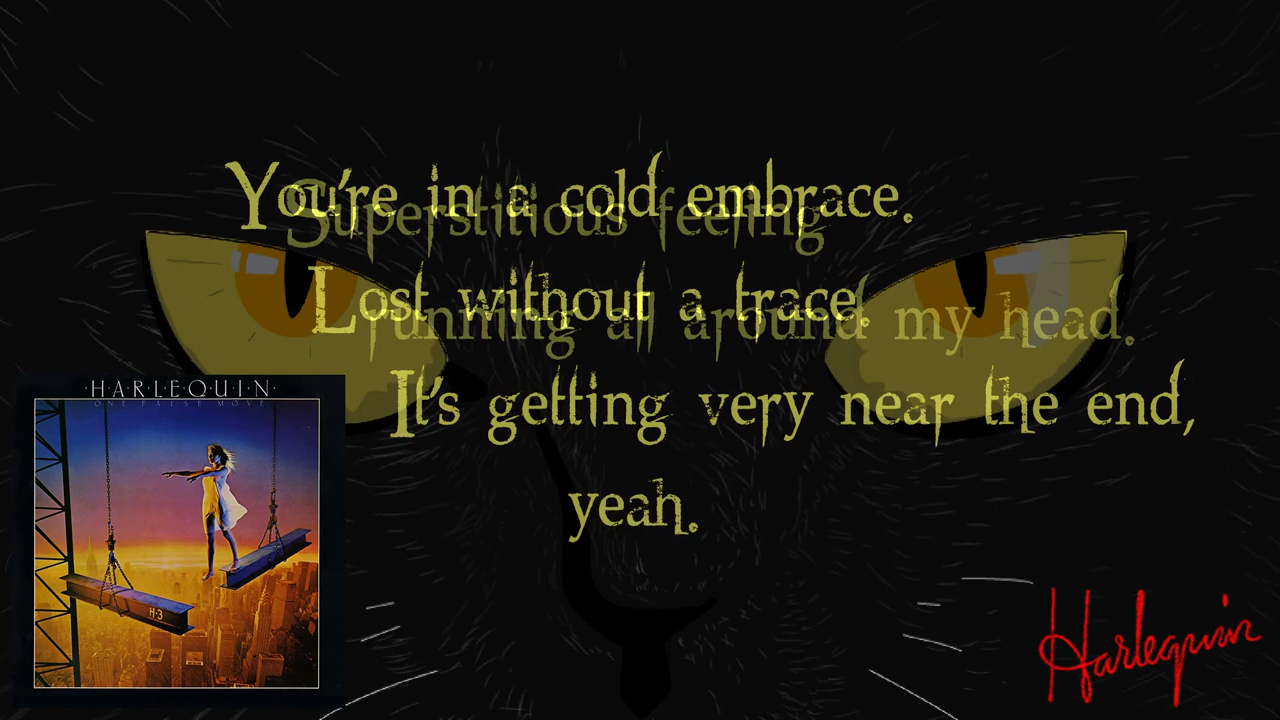 You're in a cold embrace.
Superstitious feeling
Lost without a trace.
running all around my head.
It's getting very near the end,
yeah.
·H·A·R·L·E·Q·U·I·N·
ONE FALSE MOVE
H-3
Harlequin